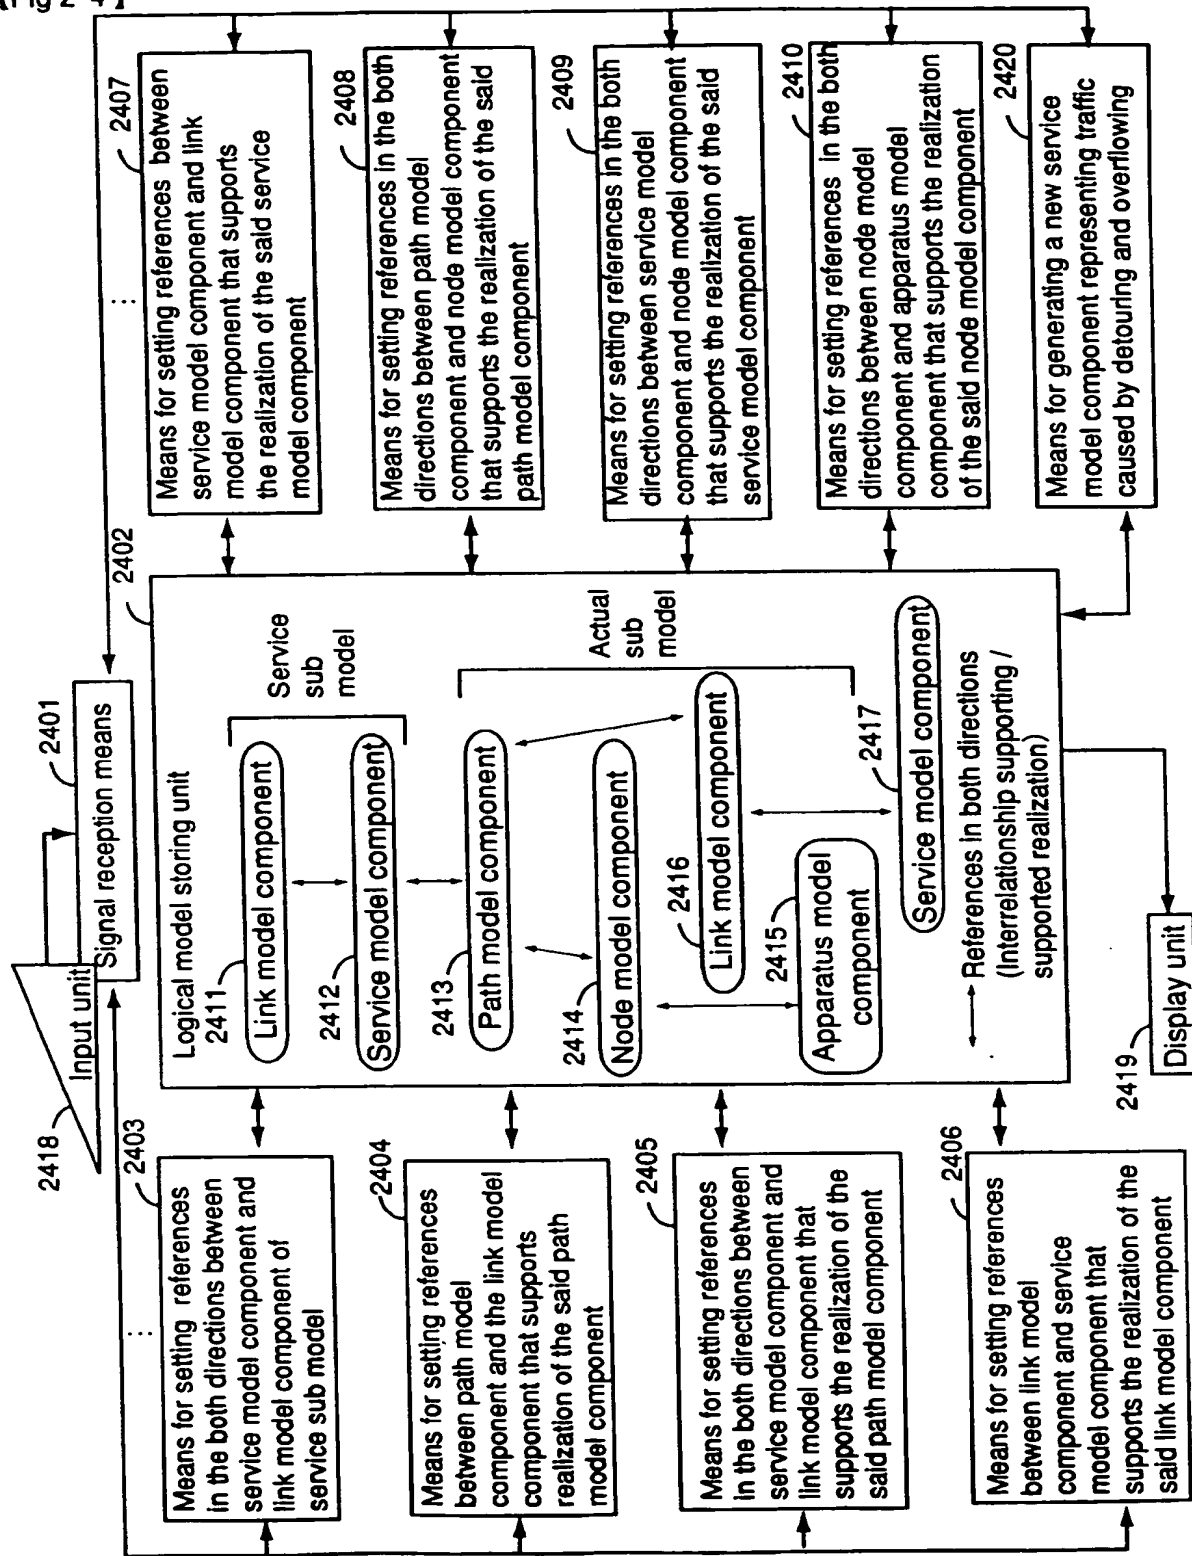 【Fig 2 4】
2418
Input unit
2401
Signal reception means
2403
Means for setting references
in the both directions between
service model component and
link model component of
service sub model
2404
Means for setting references
between path model
component and the link model
component that supports
realization of the said path
model component
2405
Means for setting references
in the both directions between
service model component and
link model component that
supports the realization of the
said path model component
2406
Means for setting references
between link model
component and service
model component that
supports the realization of the
said link model component
2402
Logical model storing unit
2411
Link model component
2412
Service model component
Service
sub
model
2413
Path model component
Actual
sub
model
2414
Node model component
2416
Link model component
2415
Apparatus model
component
2417
Service model component
References in both directions
(Interrelationship supporting /
supported realization)
2419
Display unit
2407
Means for setting references between
service model component and link
model component that supports
the realization of the said service
model component
2408
Means for setting references in the both
directions between path model
component and node model component
that supports the realization of the said
path model component
2409
Means for setting references in the both
directions between service model
component and node model component
that supports the realization of the said
service model component
2410
Means for setting references in the both
directions between node model
component and apparatus model
component that supports the realization
of the said node model component
2420
Means for generating a new service
model component representing traffic
caused by detouring and overflowing